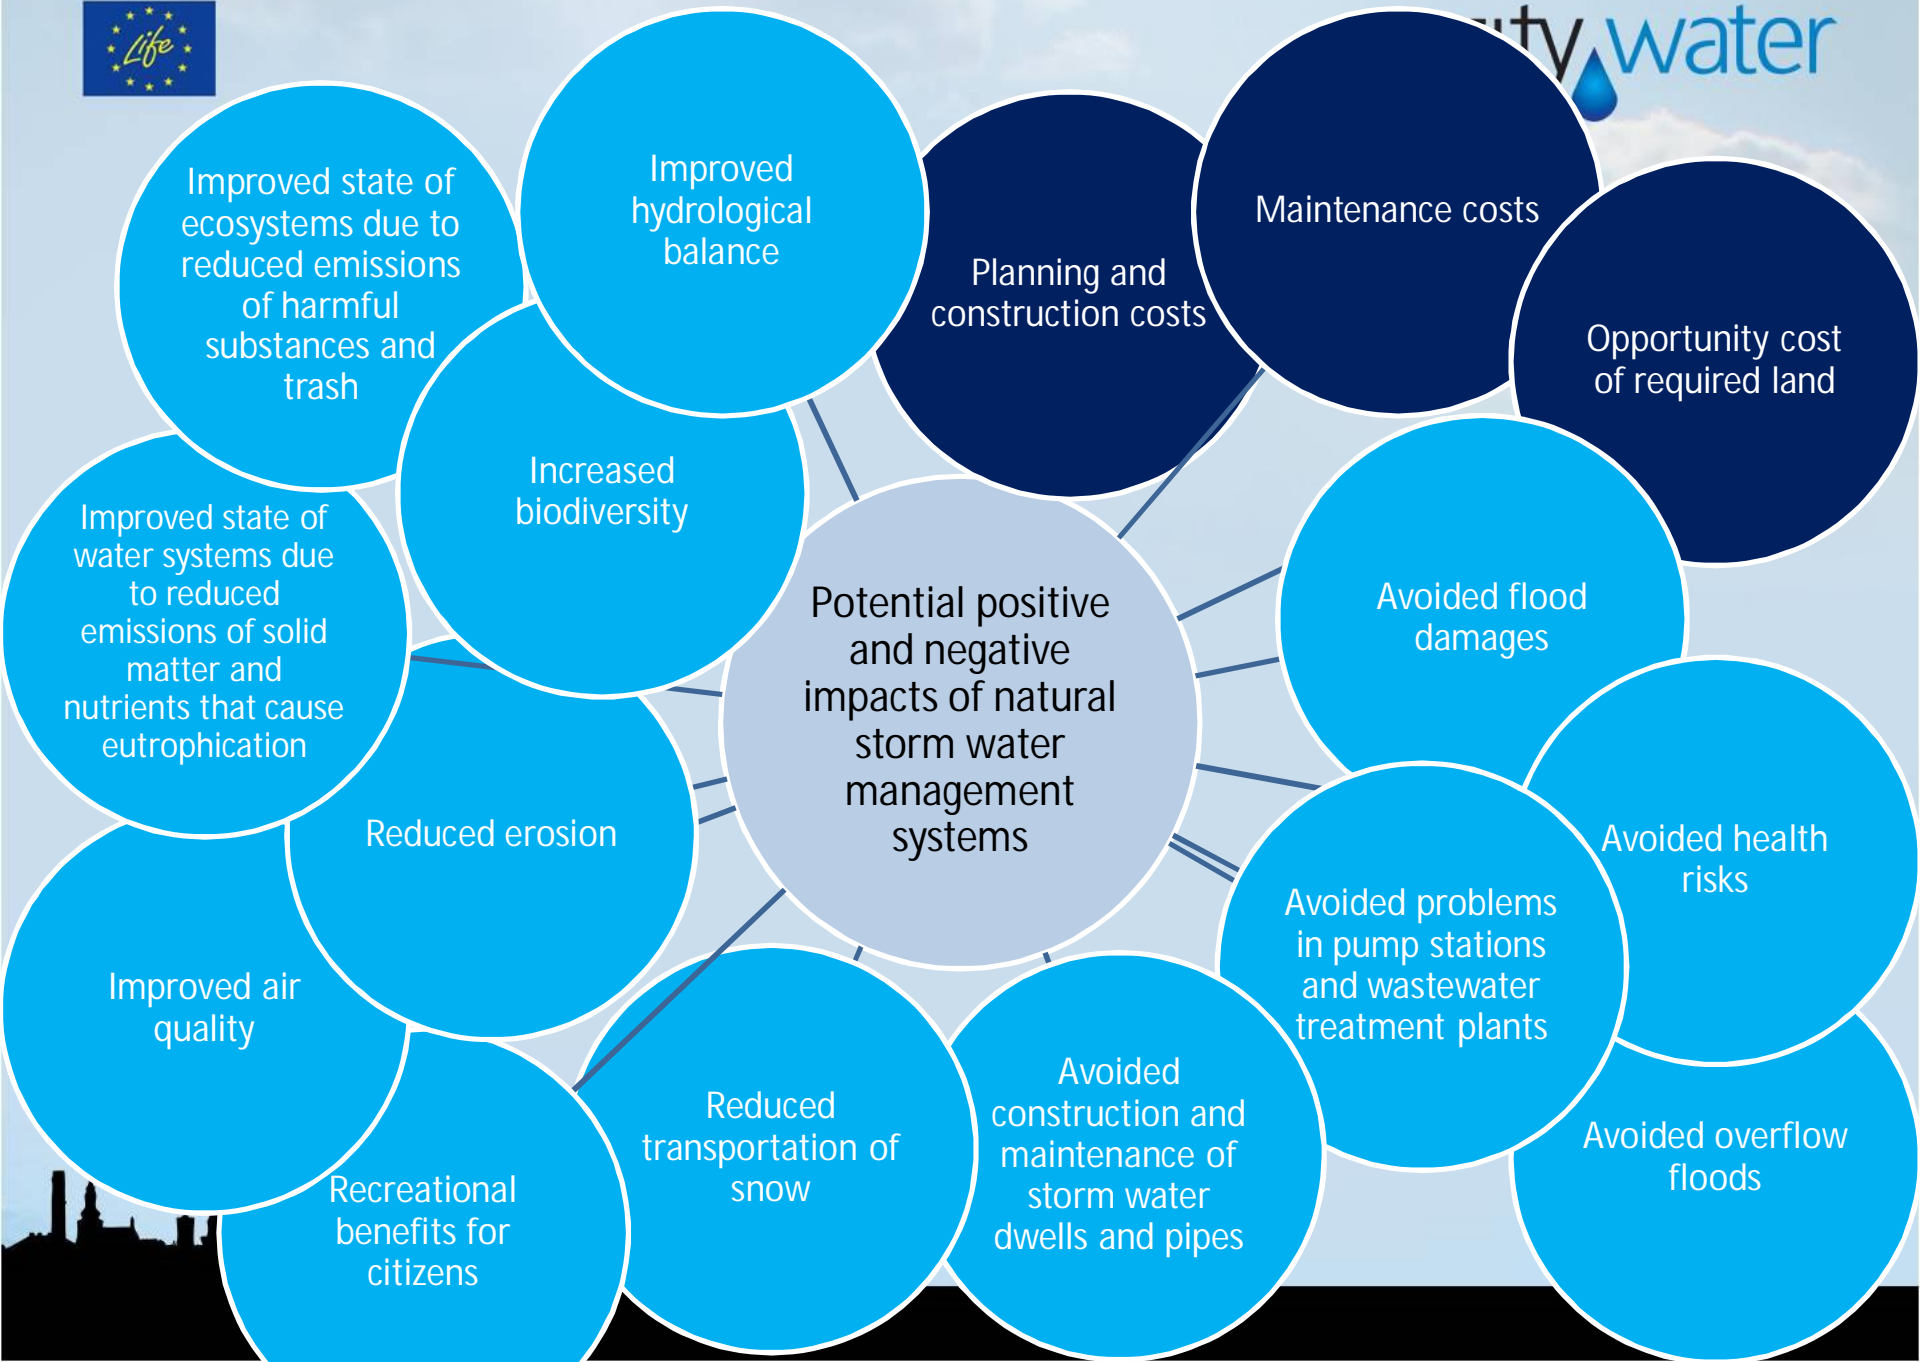 Life
water
Improved state of
ecosystems due to
reduced emissions
of harmful
substances and
trash
Improved
hydrological
balance
Planning and
construction costs
Maintenance costs
Opportunity cost
of required land
Increased
biodiversity
Improved state of
water systems due
to reduced
emissions of solid
matter and
nutrients that cause
eutrophication
Potential positive
and negative
impacts of natural
storm water
management
systems
Avoided flood
damages
Reduced erosion
Avoided health
risks
Avoided problems
in pump stations
and wastewater
treatment plants
Improved air
quality
Avoided
construction and
maintenance of
storm water
dwells and pipes
Reduced
transportation of
snow
Avoided overflow
floods
Recreational
benefits for
citizens